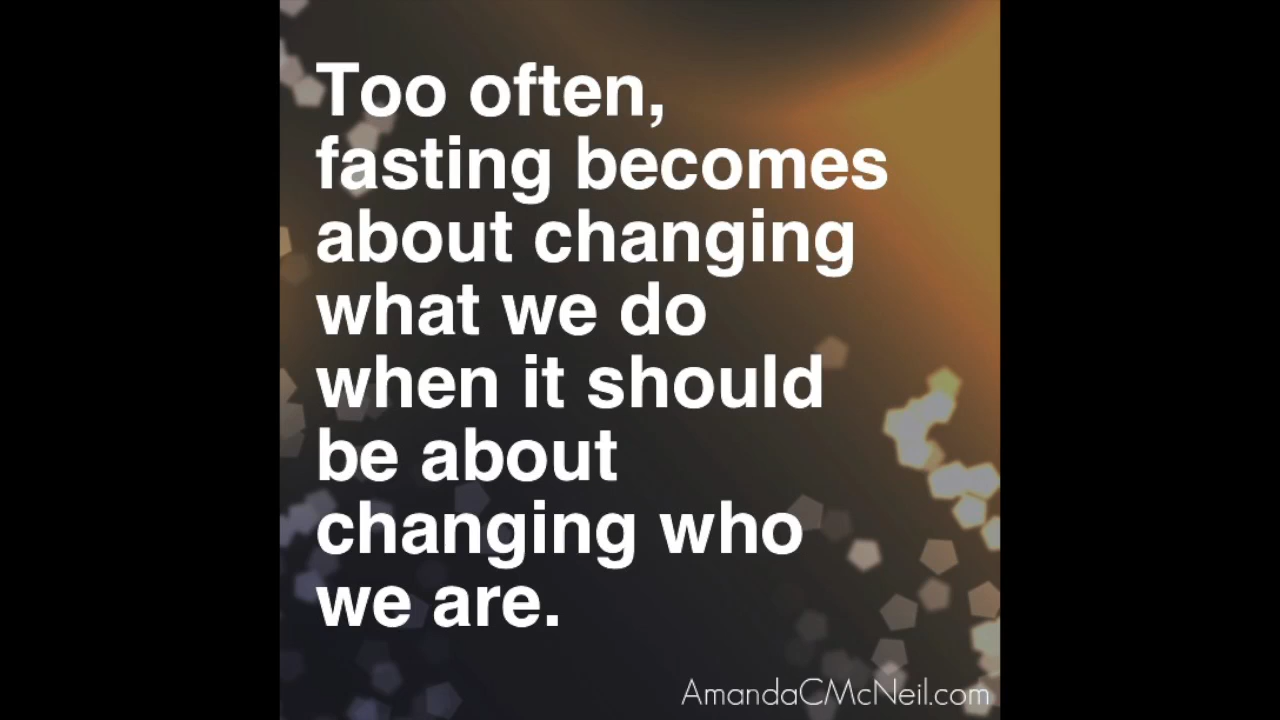 Too often,
fasting becomes
about changing
what we do
when it should
be about
changing who
we are.
AmandaCMcNeil.com